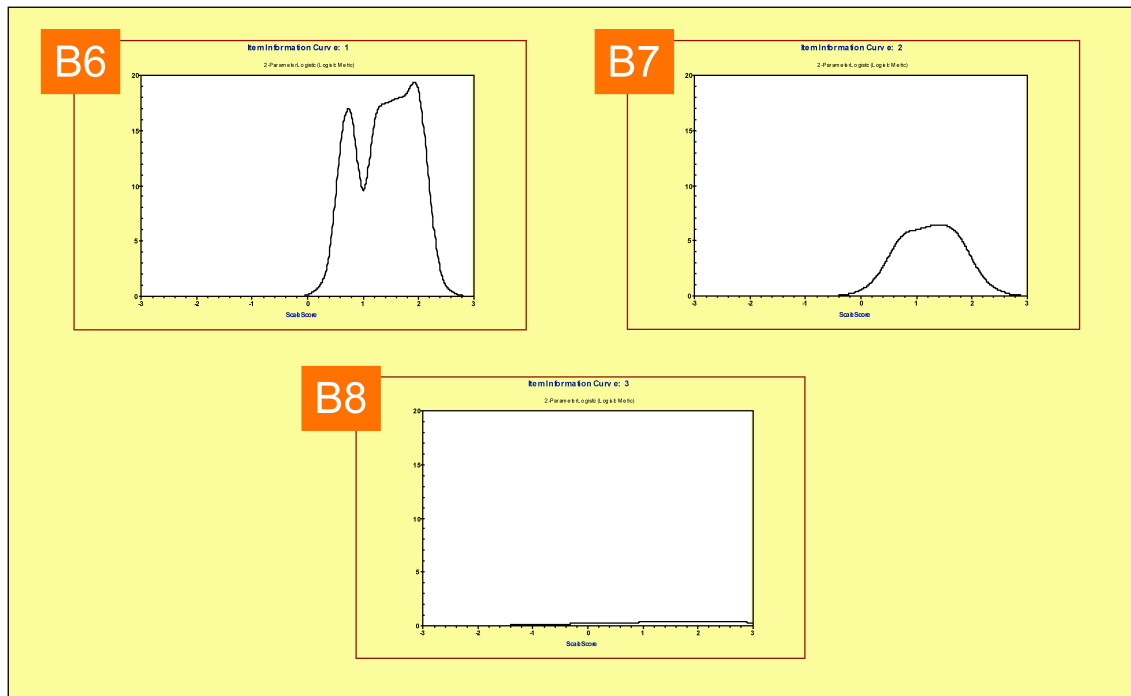 B6
Item Information Curve: 1
2-Parameter Logistic (Logistic Metric)
20
15
10
5
0
-3 -2 -1 0 1 2 3
Scale Score
B7
Item Information Curve: 2
2-Parameter Logistic (Logistic Metric)
20
15
10
5
0
-3 -2 -1 0 1 2 3
Scale Score
B8
Item Information Curve: 3
2-Parameter Logistic (Logistic Metric)
20
15
10
5
0
-3 -2 -1 0 1 2 3
Scale Score